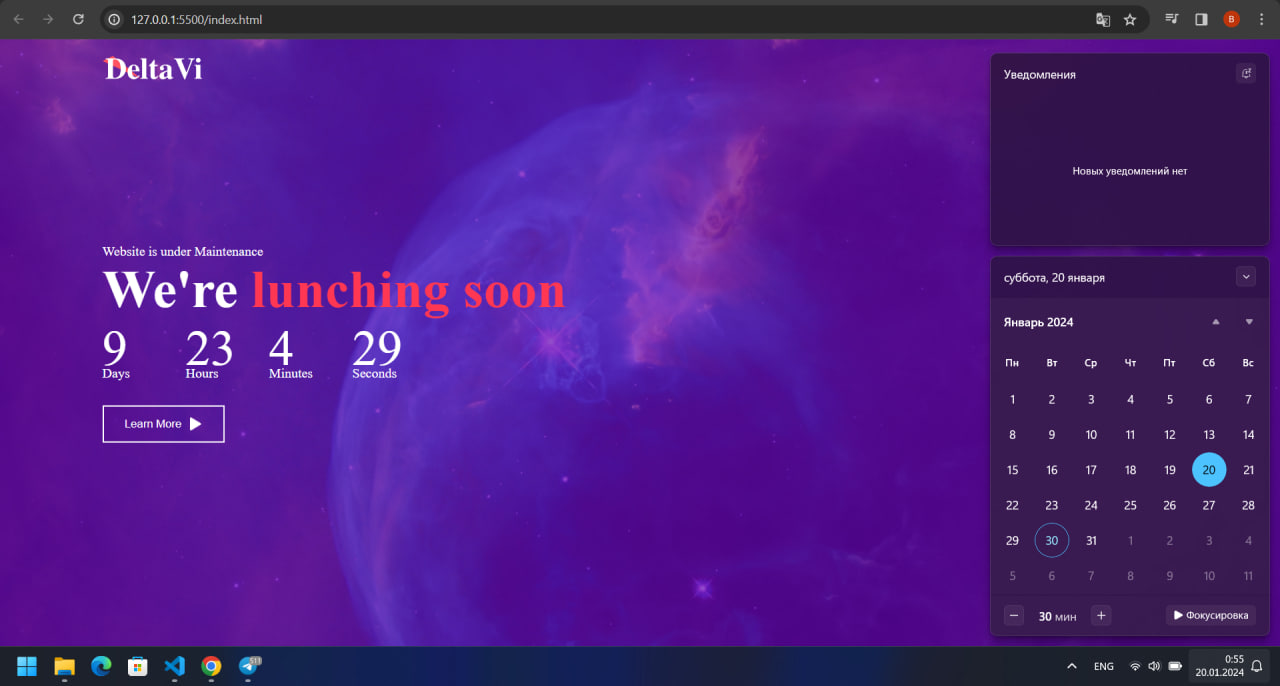 127.0.0.1:5500/index.html
B
DeltaVi
Website is under Maintenance
We're lunching soon
9 23 4 29
Days Hours Minutes Seconds
Learn More
Уведомления
Новых уведомлений нет
суббота, 20 января
Январь 2024
Пн Вт Ср Чт Пт Сб Вс
1 2 3 4 5 6 7
8 9 10 11 12 13 14
15 16 17 18 19 20 21
22 23 24 25 26 27 28
29 30 31 1 2 3 4
5 6 7 8 9 10 11
30 мин
Фокусировка
611
ENG
0:55
20.01.2024